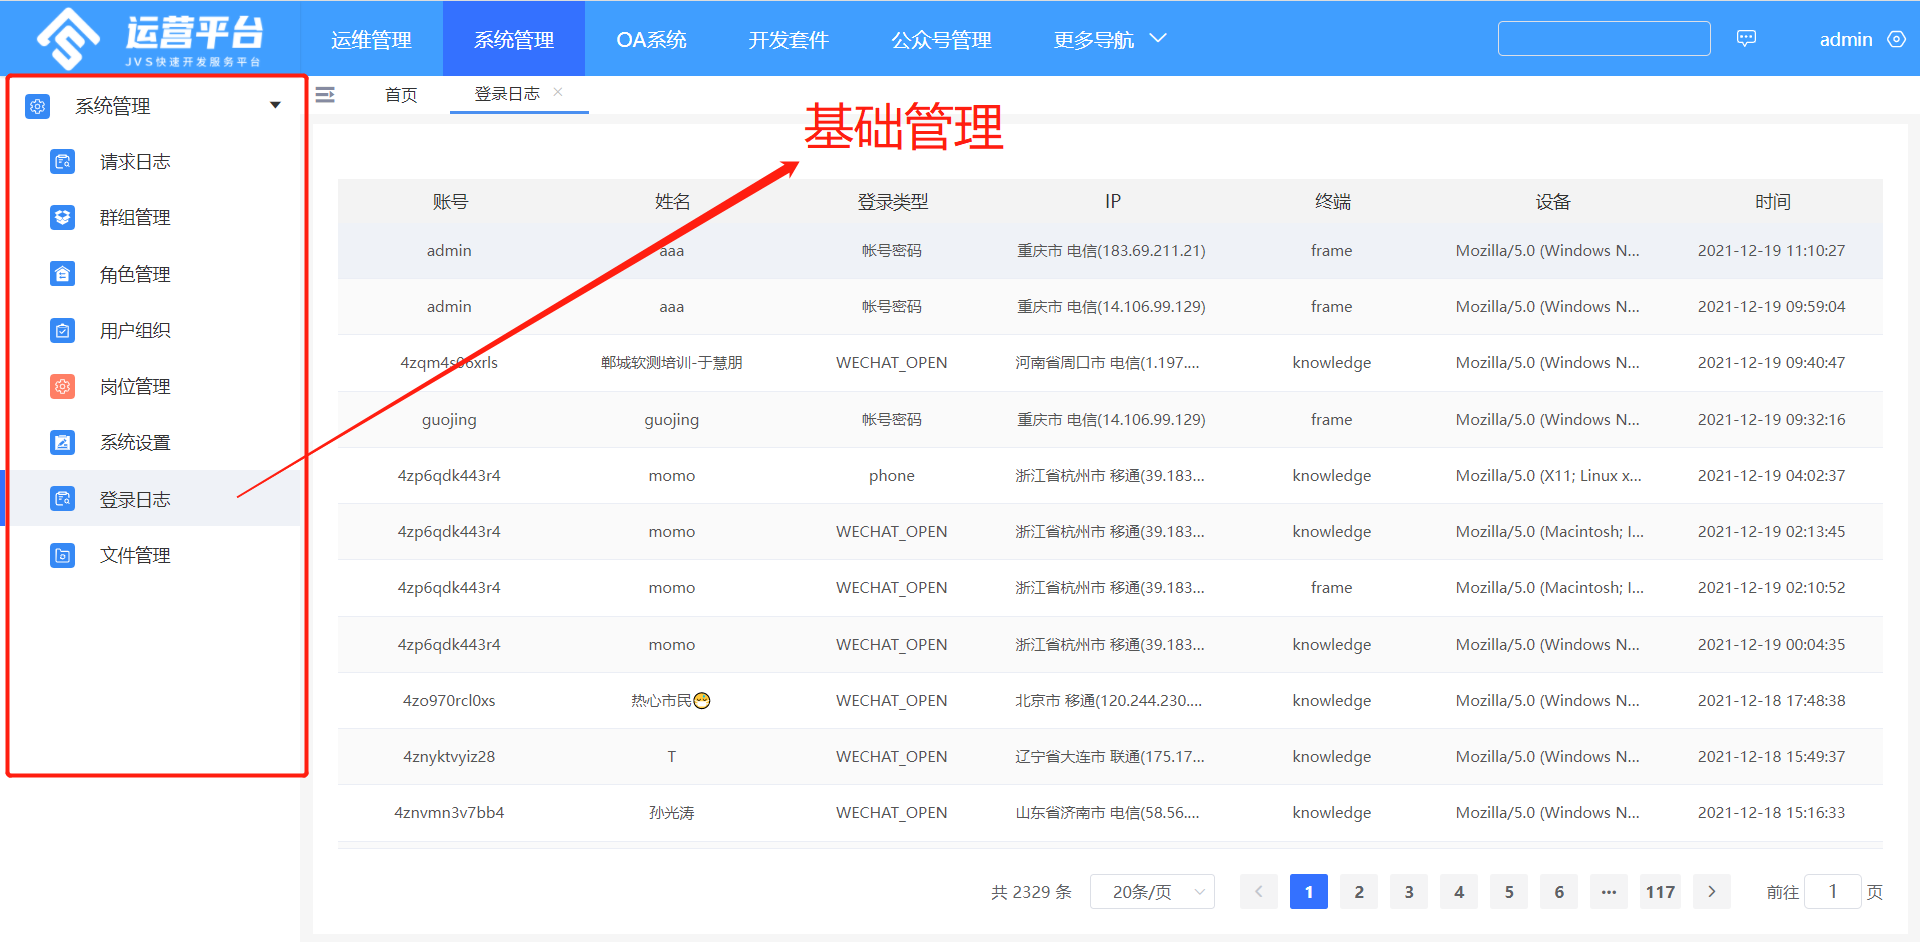 运营平台
JVS快速开发服务平台
运维管理 系统管理 OA系统 开发套件 公众号管理 更多导航 admin
系统管理
请求日志
群组管理
角色管理
用户组织
岗位管理
系统设置
登录日志
文件管理
首页 登录日志
基础管理
账号 姓名 登录类型 IP 终端 设备 时间
admin aaa 帐号密码 重庆市 电信(183.69.211.21) frame Mozilla/5.0 (Windows N... 2021-12-19 11:10:27
admin aaa 帐号密码 重庆市 电信(14.106.99.129) frame Mozilla/5.0 (Windows N... 2021-12-19 09:59:04
4zqm4s06xrls 郸城软测培训-于慧朋 WECHAT_OPEN 河南省周口市 电信(1.197.... knowledge Mozilla/5.0 (Windows N... 2021-12-19 09:40:47
guojing guojing 帐号密码 重庆市 电信(14.106.99.129) frame Mozilla/5.0 (Windows N... 2021-12-19 09:32:16
4zp6qdk443r4 momo phone 浙江省杭州市 移通(39.183... knowledge Mozilla/5.0 (X11; Linux x... 2021-12-19 04:02:37
4zp6qdk443r4 momo WECHAT_OPEN 浙江省杭州市 移通(39.183... knowledge Mozilla/5.0 (Macintosh; I... 2021-12-19 02:13:45
4zp6qdk443r4 momo WECHAT_OPEN 浙江省杭州市 移通(39.183... frame Mozilla/5.0 (Macintosh; I... 2021-12-19 02:10:52
4zp6qdk443r4 momo WECHAT_OPEN 浙江省杭州市 移通(39.183... knowledge Mozilla/5.0 (Windows N... 2021-12-19 00:04:35
4zo970rcl0xs 热心市民😁 WECHAT_OPEN 北京市 移通(120.244.230.... knowledge Mozilla/5.0 (Windows N... 2021-12-18 17:48:38
4znyktvyiz28 T WECHAT_OPEN 辽宁省大连市 联通(175.17... knowledge Mozilla/5.0 (Windows N... 2021-12-18 15:49:37
4znvmn3v7bb4 孙光涛 WECHAT_OPEN 山东省济南市 电信(58.56.... knowledge Mozilla/5.0 (Windows N... 2021-12-18 15:16:33
共 2329 条 20条/页 1 2 3 4 5 6 ··· 117 前往 1 页